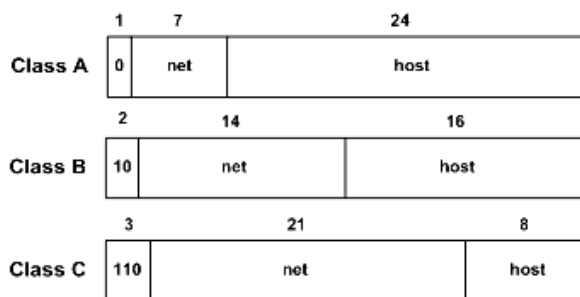 1 7 24
Class A 0 net host
2 14 16
Class B 10 net host
3 21 8
Class C 110 net host